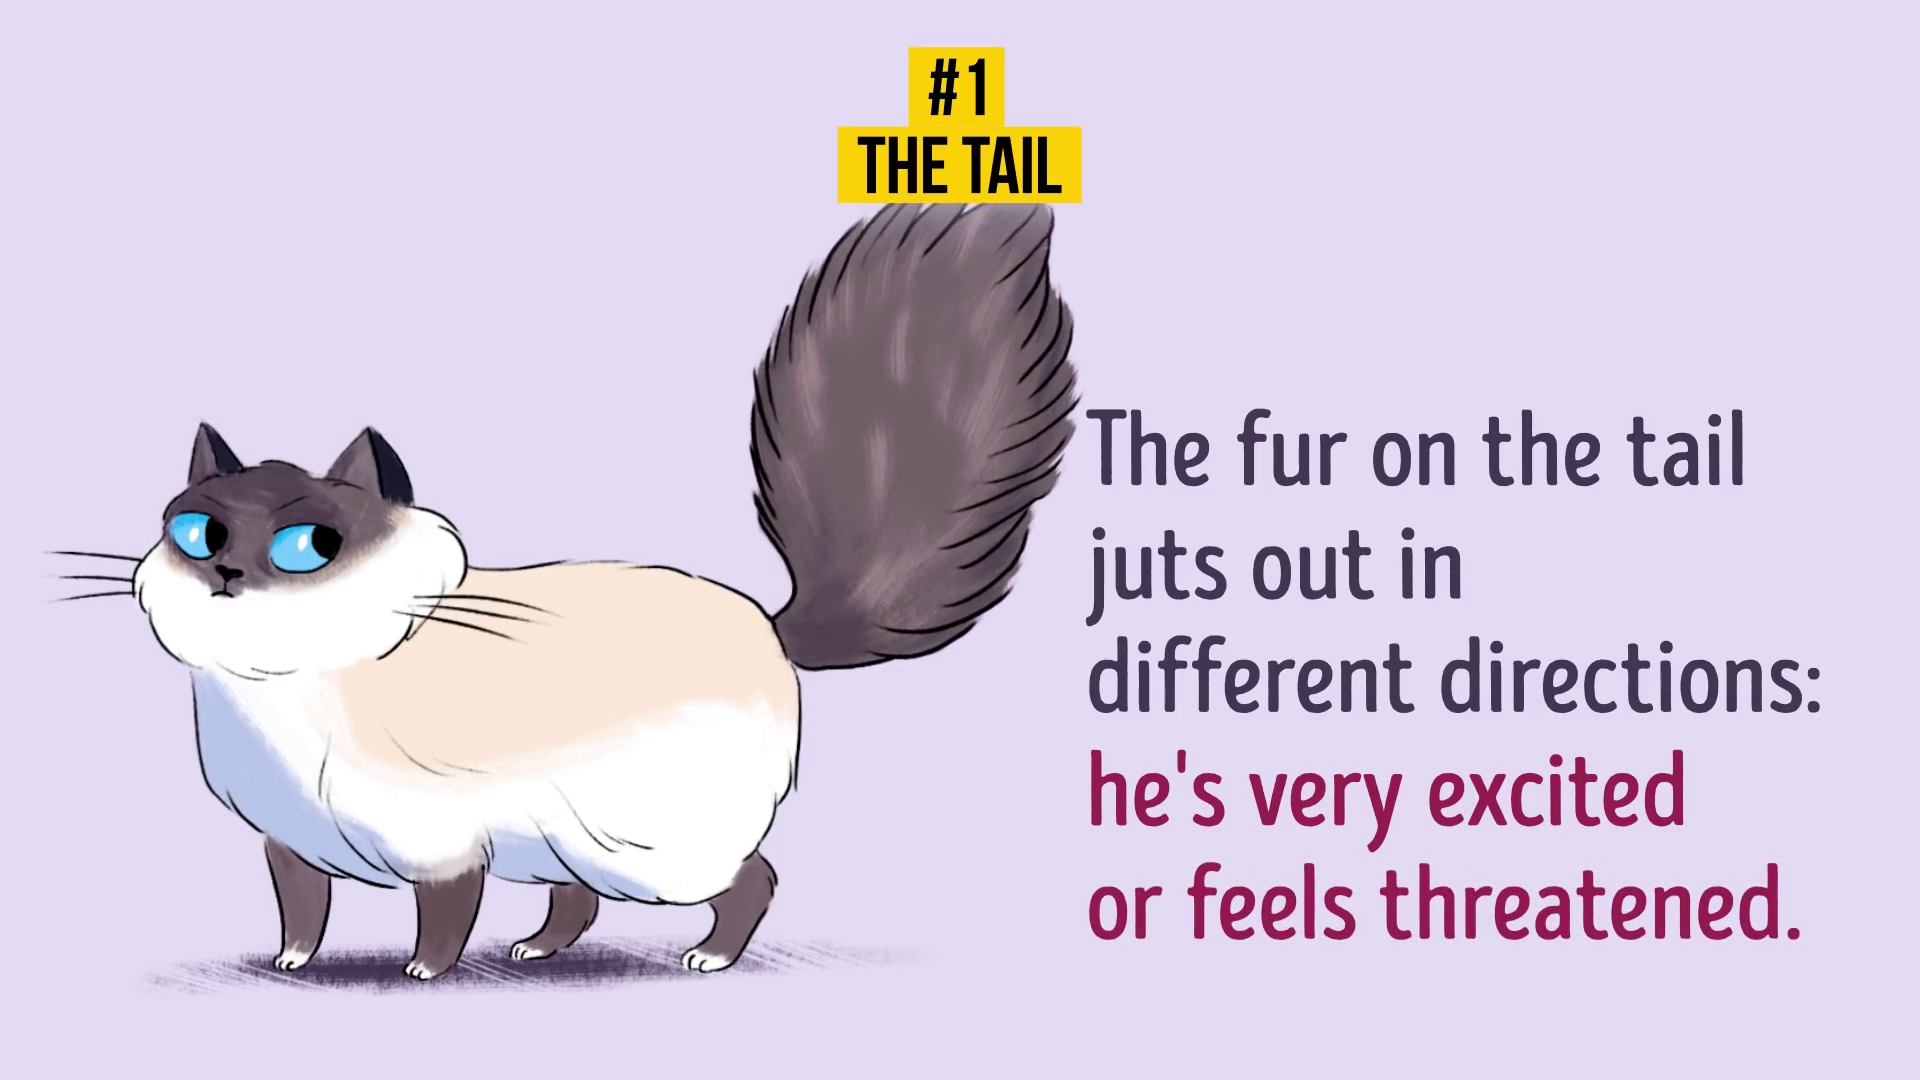 #1
THE TAIL
The fur on the tail
juts out in
different directions:
he's very excited
or feels threatened.